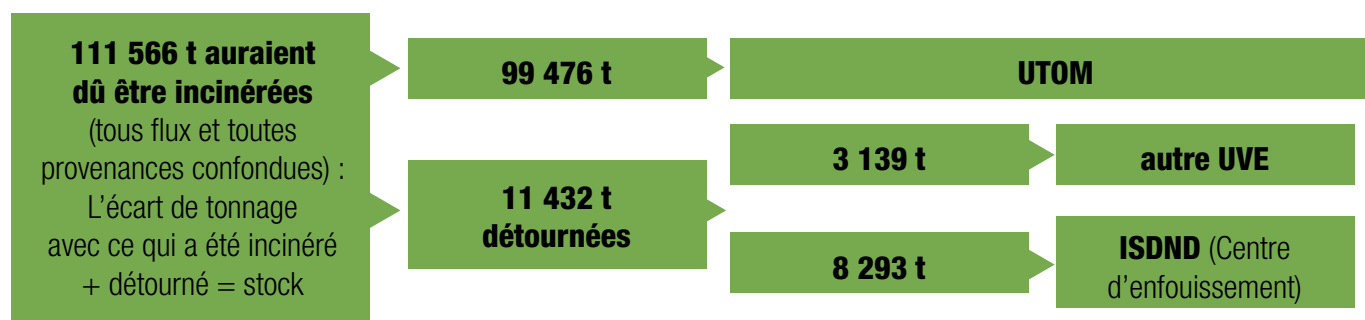 111 566 t auraient
dû être incinérées
(tous flux et toutes
provenances confondues) :
L'écart de tonnage
avec ce qui a été incinéré
+ détourné = stock
99 476 t
UTOM
11 432 t
détournées
3 139 t
autre UVE
8 293 t
ISDND (Centre
d'enfouissement)